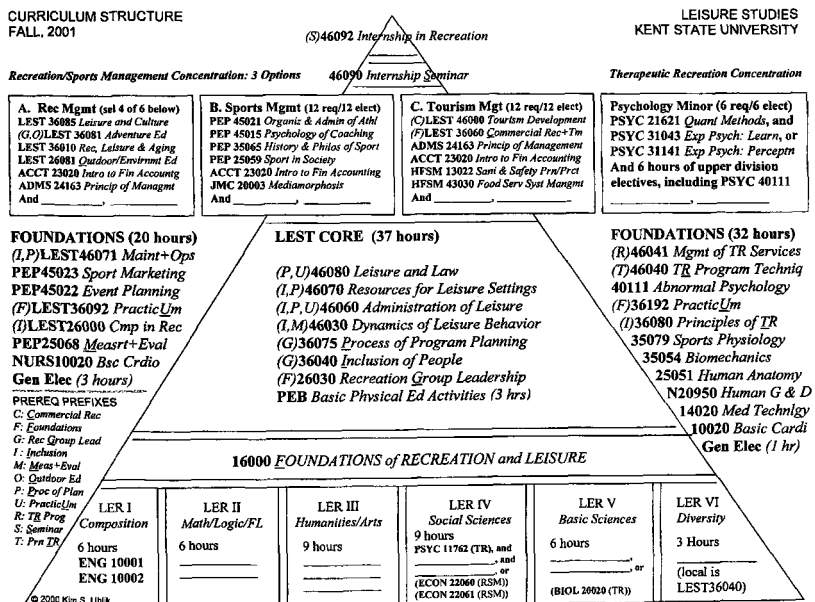 CURRICULUM STRUCTURE
FALL, 2001
LEISURE STUDIES
KENT STATE UNIVERSITY
(S)46092 Internship in Recreation
Recreation/Sports Management Concentration: 3 Options
46090 Internship Seminar
Therapeutic Recreation Concentration
A. Rec Mgmt (sel 4 of 6 below)
LEST 36085 Leisure and Culture
(G,O)LEST 36081 Adventure Ed
LEST 36010 Rec, Leisure & Aging
LEST 26081 Outdoor/Envirnmt Ed
ACCT 23020 Intro to Fin Accountg
ADMS 24163 Princip of Managmt
And ________, ________
B. Sports Mgmt (12 req/12 elect)
PEP 45021 Organiz & Admin of Athl
PEP 45015 Psychology of Coaching
PEP 35065 History & Philos of Sport
PEP 25059 Sport in Society
ACCT 23020 Intro to Fin Accounting
JMC 20003 Mediamorphosis
And ________, ________
C. Tourism Mgt (12 req/12 elect)
(C)LEST 46000 Tourism Development
(F)LEST 36060 Commercial Rec+Tm
ADMS 24163 Princip of Management
ACCT 23020 Intro to Fin Accounting
HFSM 13022 Sani & Safety Prn/Prct
HFSM 43030 Food Serv Syst Mangmt
And ________, ________
Psychology Minor (6 req/6 elect)
PSYC 21621 Quant Methods, and
PSYC 31043 Exp Psych: Learn, or
PSYC 31141 Exp Psych: Perceptn
And 6 hours of upper division
electives, including PSYC 40111
________, ________
FOUNDATIONS (20 hours)
(I,P)LEST46071 Maint+Ops
PEP45023 Sport Marketing
PEP45022 Event Planning
(F)LEST36092 PracticUm
(I)LEST26000 Cmp in Rec
PEP25068 Measrt+Eval
NURS10020 Bsc Crdio
Gen Elec (3 hours)
PREREQ PREFIXES
C: Commercial Rec
F: Foundations
G: Rec Group Lead
I : Inclusion
M: Meas+Eval
O: Outdoor Ed
P: Proc of Plan
U: PracticUm
R: TR Prog
S: Seminar
T: Prn TR
LEST CORE (37 hours)
(P,U)46080 Leisure and Law
(I,P)46070 Resources for Leisure Settings
(I,P,U)46060 Administration of Leisure
(I,M)46030 Dynamics of Leisure Behavior
(G)36075 Process of Program Planning
(G)36040 Inclusion of People
(F)26030 Recreation Group Leadership
PEB Basic Physical Ed Activities (3 hrs)
FOUNDATIONS (32 hours)
(R)46041 Mgmt of TR Services
(T)46040 TR Program Techniq
40111 Abnormal Psychology
(F)36192 PracticUm
(I)36080 Principles of TR
35079 Sports Physiology
35054 Biomechanics
25051 Human Anatomy
N20950 Human G & D
14020 Med Technlgy
10020 Basic Cardi
Gen Elec (1 hr)
16000 FOUNDATIONS of RECREATION and LEISURE
LER I
Composition
6 hours
ENG 10001
ENG 10002
LER II
Math/Logic/FL
6 hours
LER III
Humanities/Arts
9 hours
LER IV
Social Sciences
9 hours
PSYC 11762 (TR), and
________, and
________, or
(ECON 22060 (RSM))
(ECON 22061 (RSM))
LER V
Basic Sciences
6 hours
________, or
(BIOL 20020 (TR))
LER VI
Diversity
3 Hours
(local is
LEST36040)
© 2000 Kim S. Uhlik